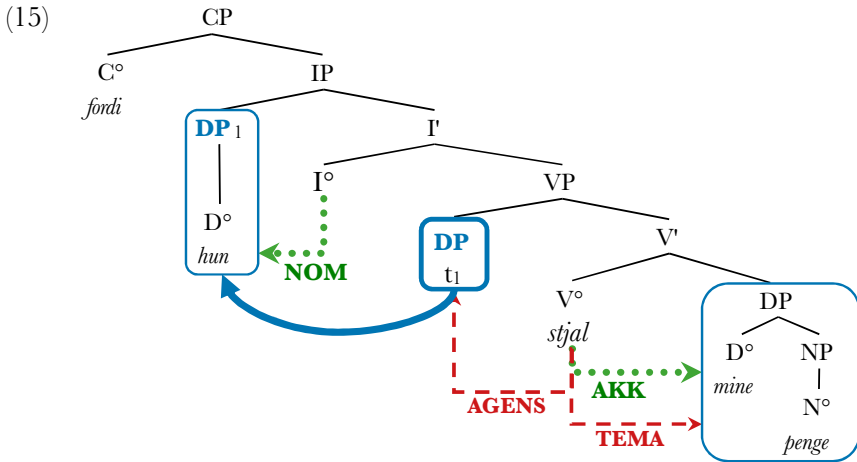 (15)
CP
C° IP
fordi
DP 1 I'
I° VP
D° DP V'
hun NOM t1 V° DP
stjal D° NP
mine
AGENS AKK N°
TEMA penge